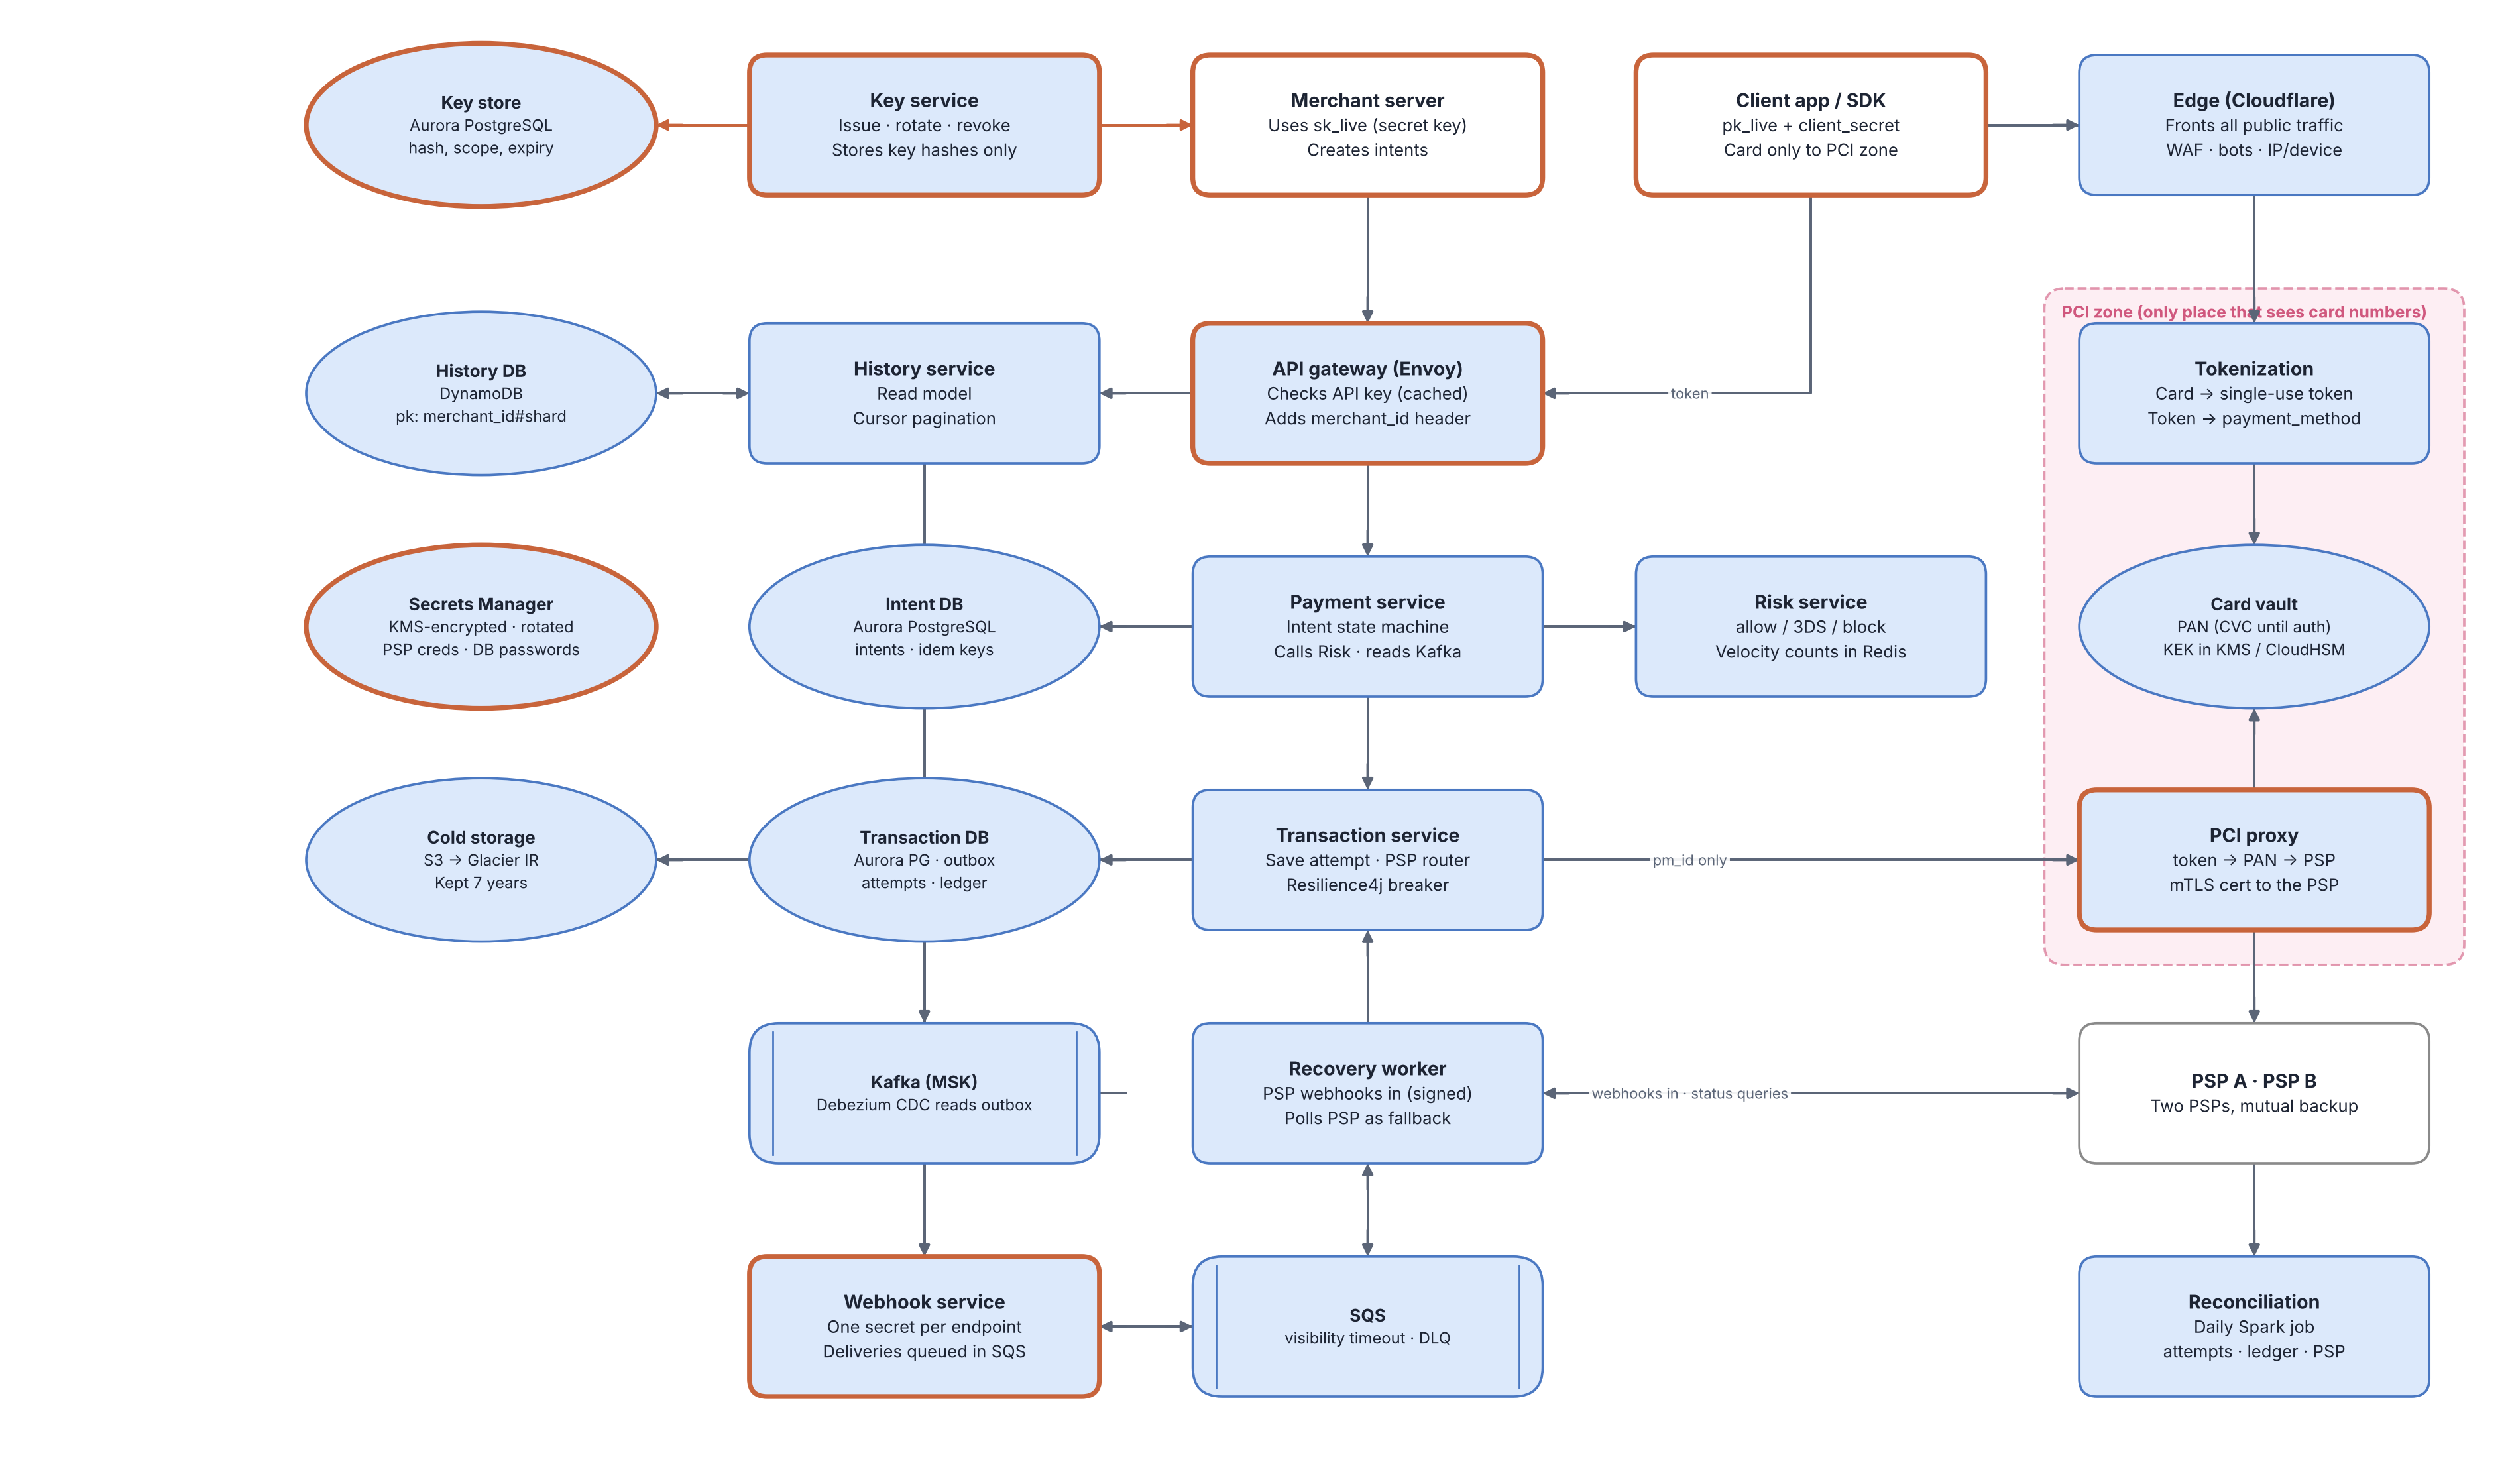 Key store
Aurora PostgreSQL
hash, scope, expiry
Key service
Issue · rotate · revoke
Stores key hashes only
Merchant server
Uses sk_live (secret key)
Creates intents
Client app / SDK
pk_live + client_secret
Card only to PCI zone
Edge (Cloudflare)
Fronts all public traffic
WAF · bots · IP/device
PCI zone (only place that sees card numbers)
History DB
DynamoDB
pk: merchant_id#shard
History service
Read model
Cursor pagination
API gateway (Envoy)
Checks API key (cached)
Adds merchant_id header
token
Tokenization
Card → single-use token
Token → payment_method
Secrets Manager
KMS-encrypted · rotated
PSP creds · DB passwords
Intent DB
Aurora PostgreSQL
intents · idem keys
Payment service
Intent state machine
Calls Risk · reads Kafka
Risk service
allow / 3DS / block
Velocity counts in Redis
Card vault
PAN (CVC until auth)
KEK in KMS / CloudHSM
Cold storage
S3 → Glacier IR
Kept 7 years
Transaction DB
Aurora PG · outbox
attempts · ledger
Transaction service
Save attempt · PSP router
Resilience4j breaker
pm_id only
PCI proxy
token → PAN → PSP
mTLS cert to the PSP
Kafka (MSK)
Debezium CDC reads outbox
Recovery worker
PSP webhooks in (signed)
Polls PSP as fallback
webhooks in · status queries
PSP A · PSP B
Two PSPs, mutual backup
Webhook service
One secret per endpoint
Deliveries queued in SQS
SQS
visibility timeout · DLQ
Reconciliation
Daily Spark job
attempts · ledger · PSP